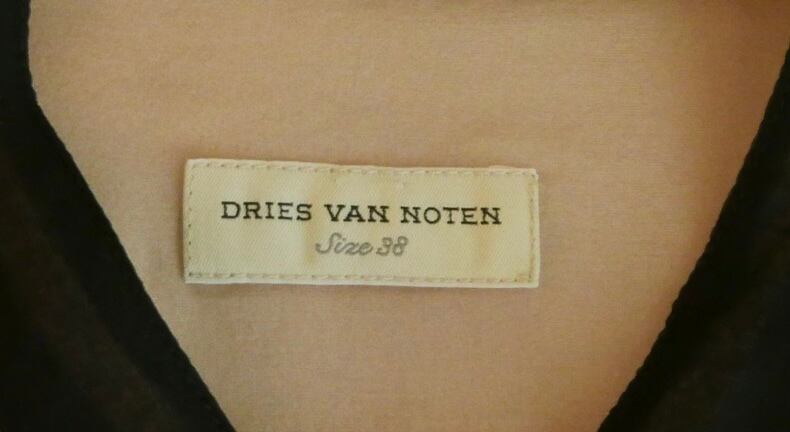 DRIES VAN NOTEN
Size 38